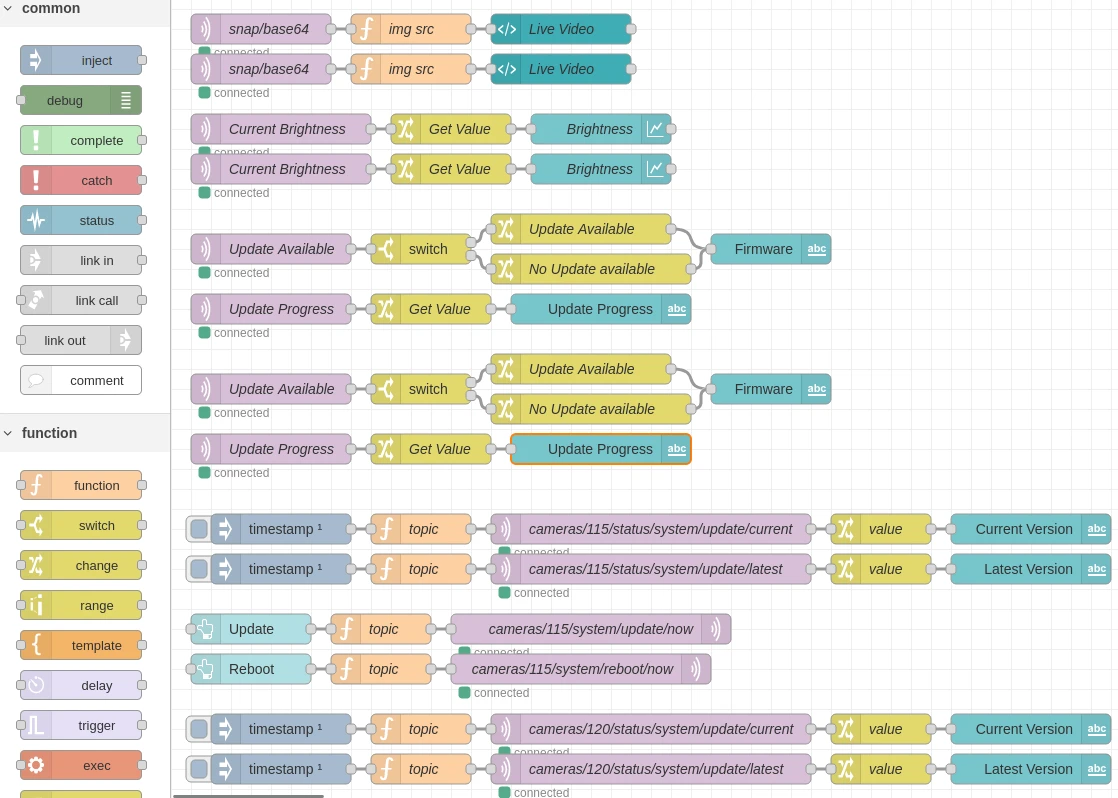 common
inject
debug
complete
catch
status
link in
link call
link out
comment
function
function
switch
change
range
template
delay
trigger
exec
snap/base64 img src Live Video
connected
snap/base64 img src Live Video
connected
Current Brightness Get Value Brightness
connected
Current Brightness Get Value Brightness
connected
Update Available
Update Available switch Firmware abc
No Update available
connected
Update Progress Get Value Update Progress abc
connected
Update Available
Update Available switch Firmware abc
No Update available
connected
Update Progress Get Value Update Progress abc
connected
timestamp ¹ topic cameras/115/status/system/update/current value Current Version abc
connected
timestamp ¹ topic cameras/115/status/system/update/latest value Latest Version abc
connected
Update topic cameras/115/system/update/now
connected
Reboot topic cameras/115/system/reboot/now
connected
timestamp ¹ topic cameras/120/status/system/update/current value Current Version abc
connected
timestamp ¹ topic cameras/120/status/system/update/latest value Latest Version abc
connected